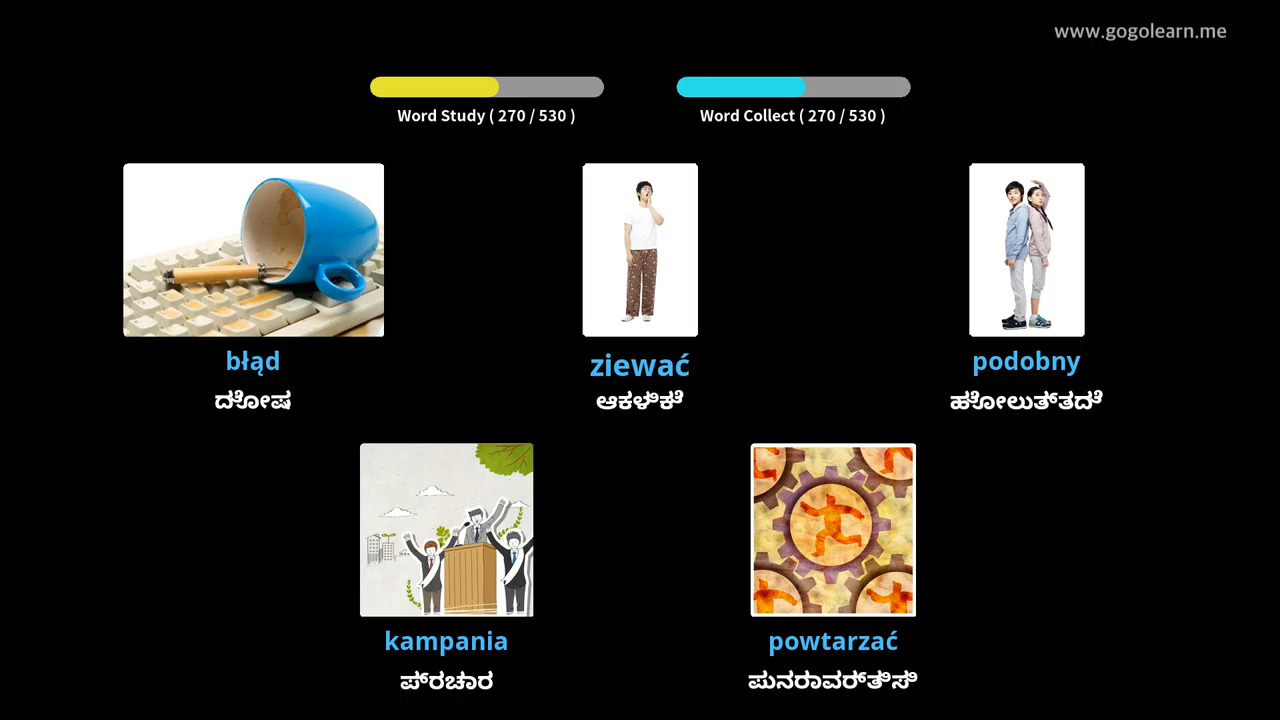 www.gogolearn.me
Word Study ( 270 / 530 )
Word Collect ( 270 / 530 )
błąd
ದೋಷ
ziewać
ಆಕಳಿಕೆ
podobny
ಹೋಲುತ್ತದೆ
kampania
ಪ್ರಚಾರ
powtarzać
ಪುನರಾವರ್ತಿಸಿ